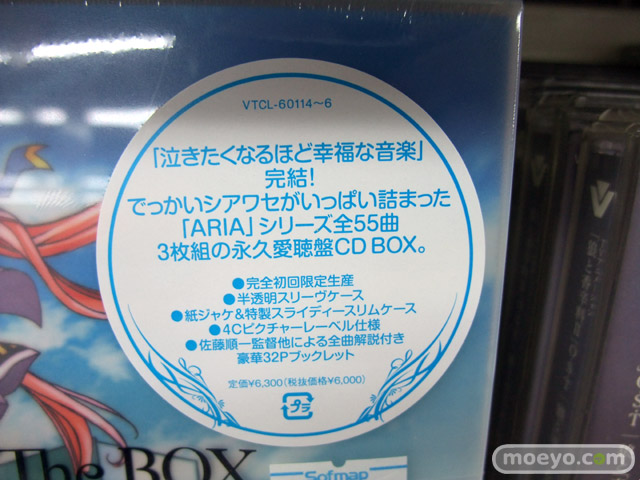 VTCL-60114〜6
「泣きたくなるほど幸福な音楽」
完結!
でっかいシアワセがいっぱい詰まった
「ARIA」シリーズ全55曲
3枚組の永久愛聴盤CD BOX。
●完全初回限定生産
●半透明スリーヴケース
●紙ジャケ&特製スライディースリムケース
●4Cピクチャーレーベル仕様
●佐藤順一監督他による全曲解説付き
豪華32Pブックレット
定価¥6,300(税抜価格¥6,000)
プラ
The BOX
Sofmap
moeyo.com